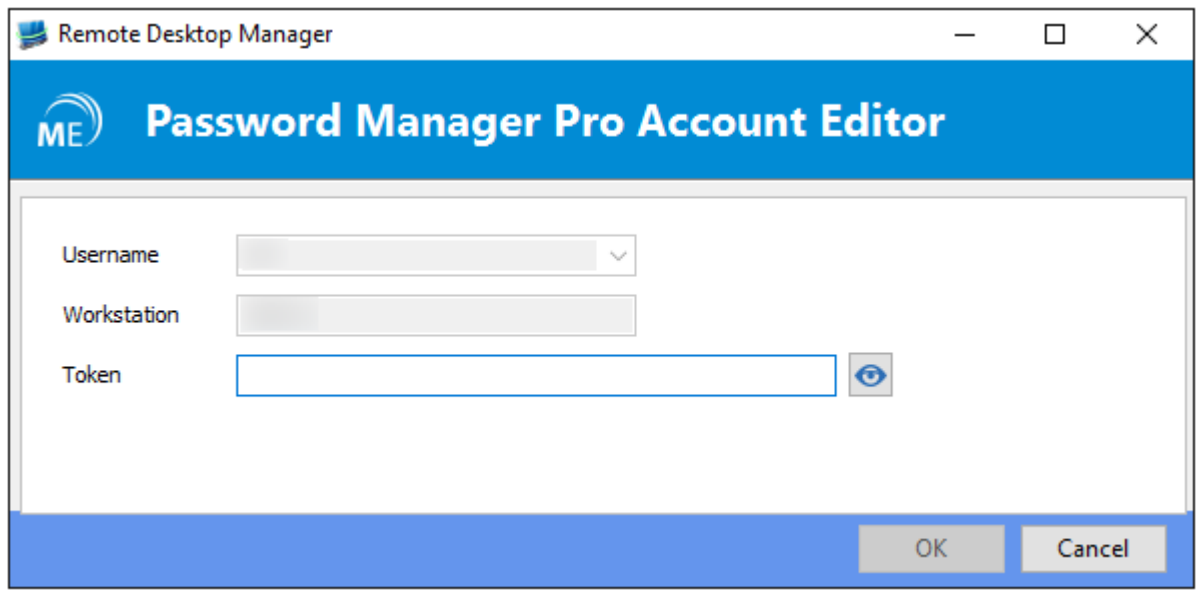 Remote Desktop Manager
ME Password Manager Pro Account Editor
Username
Workstation
Token
OK Cancel